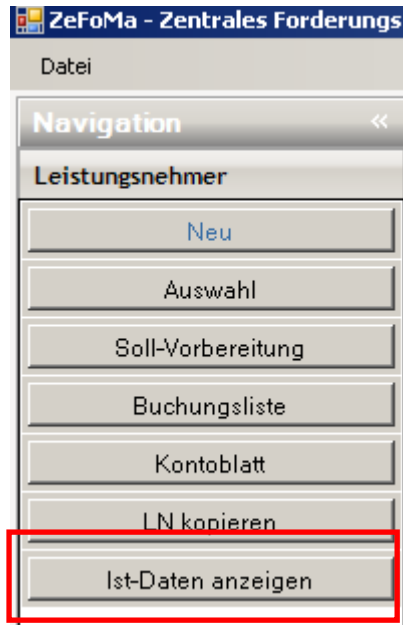 ZeFoMa - Zentrales Forderungs
Datei
Navigation «
Leistungsnehmer
Neu
Auswahl
Soll-Vorbereitung
Buchungsliste
Kontoblatt
LN kopieren
Ist-Daten anzeigen